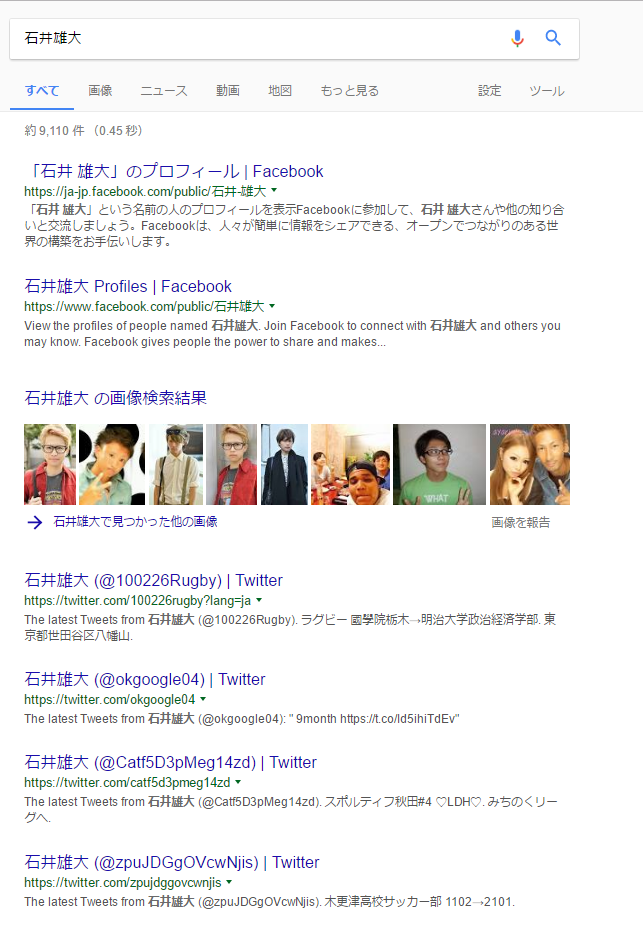 石井雄大
すべて 画像 ニュース 動画 地図 もっと見る 設定 ツール
約 9,110 件 （0.45 秒）
「石井 雄大」のプロフィール | Facebook
https://ja-jp.facebook.com/public/石井-雄大
「石井 雄大」という名前の人のプロフィールを表示Facebookに参加して、石井 雄大さんや他の知り合
いと交流しましょう。Facebookは、人々が簡単に情報をシェアできる、オープンでつながりのある世
界の構築をお手伝いします。
石井雄大 Profiles | Facebook
https://www.facebook.com/public/石井雄大
View the profiles of people named 石井雄大. Join Facebook to connect with 石井雄大 and others you
may know. Facebook gives people the power to share and makes...
石井雄大 の画像検索結果
WHAT
石井雄大で見つかった他の画像 画像を報告
石井雄大 (@100226Rugby) | Twitter
https://twitter.com/100226rugby?lang=ja
The latest Tweets from 石井雄大 (@100226Rugby). ラグビー 國學院栃木→明治大学政治経済学部. 東
京都世田谷区八幡山.
石井雄大 (@okgoogle04) | Twitter
https://twitter.com/okgoogle04
The latest Tweets from 石井雄大 (@okgoogle04): " 9month https://t.co/ld5ihiTdEv"
石井雄大 (@Catf5D3pMeg14zd) | Twitter
https://twitter.com/catf5d3pmeg14zd
The latest Tweets from 石井雄大 (@Catf5D3pMeg14zd). スポルティフ秋田#4 ♡LDH♡. みちのくリー
グへ.
石井雄大 (@zpuJDGgOVcwNjis) | Twitter
https://twitter.com/zpujdggovcwnjis
The latest Tweets from 石井雄大 (@zpuJDGgOVcwNjis). 木更津高校サッカー部 1102→2101.